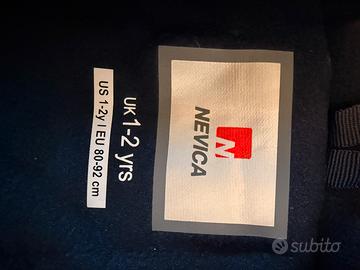 NEVICA
UK 1-2 yrs
US 1-2y I EU 80-92 cm
subito